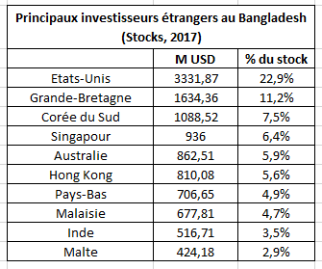 Principaux investisseurs étrangers au Bangladesh
(Stocks, 2017)
M USD % du stock
Etats-Unis 3331,87 22,9%
Grande-Bretagne 1634,36 11,2%
Corée du Sud 1088,52 7,5%
Singapour 936 6,4%
Australie 862,51 5,9%
Hong Kong 810,08 5,6%
Pays-Bas 706,65 4,9%
Malaisie 677,81 4,7%
Inde 516,71 3,5%
Malte 424,18 2,9%